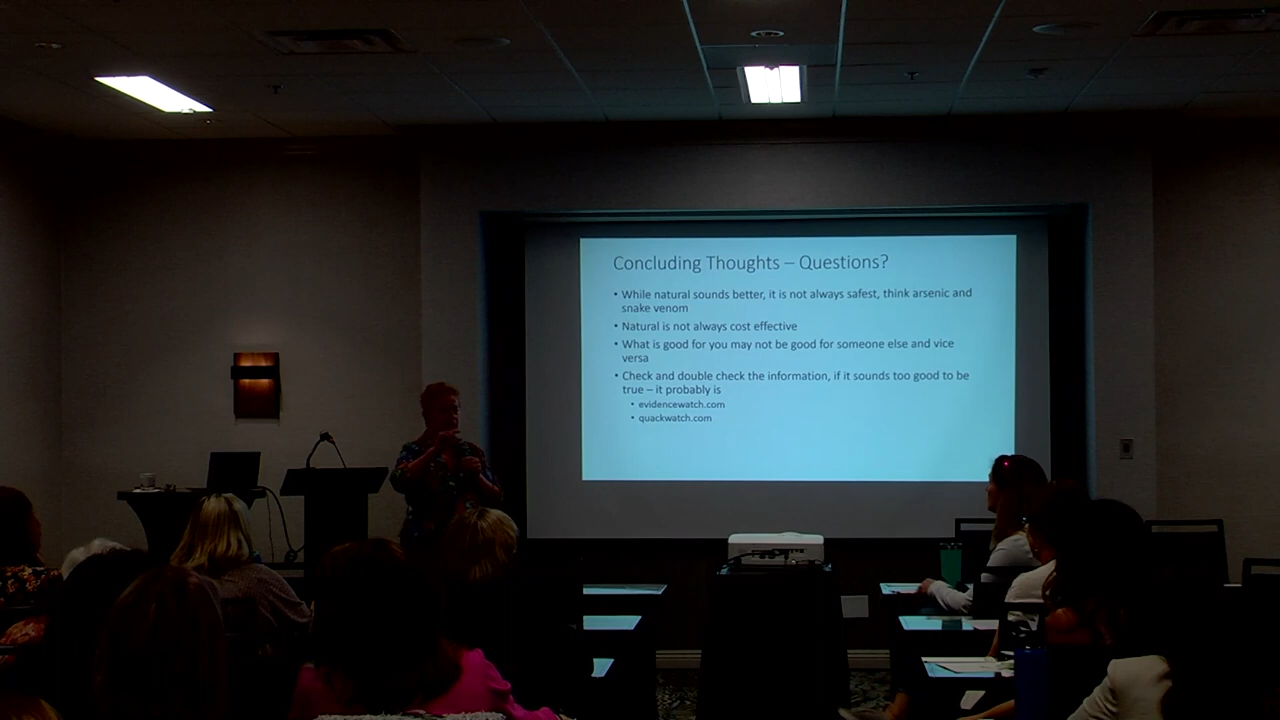 Concluding Thoughts – Questions?
• While natural sounds better, it is not always safest, think arsenic and
snake venom
• Natural is not always cost effective
• What is good for you may not be good for someone else and vice
versa
• Check and double check the information, if it sounds too good to be
true – it probably is
• evidencewatch.com
• quackwatch.com